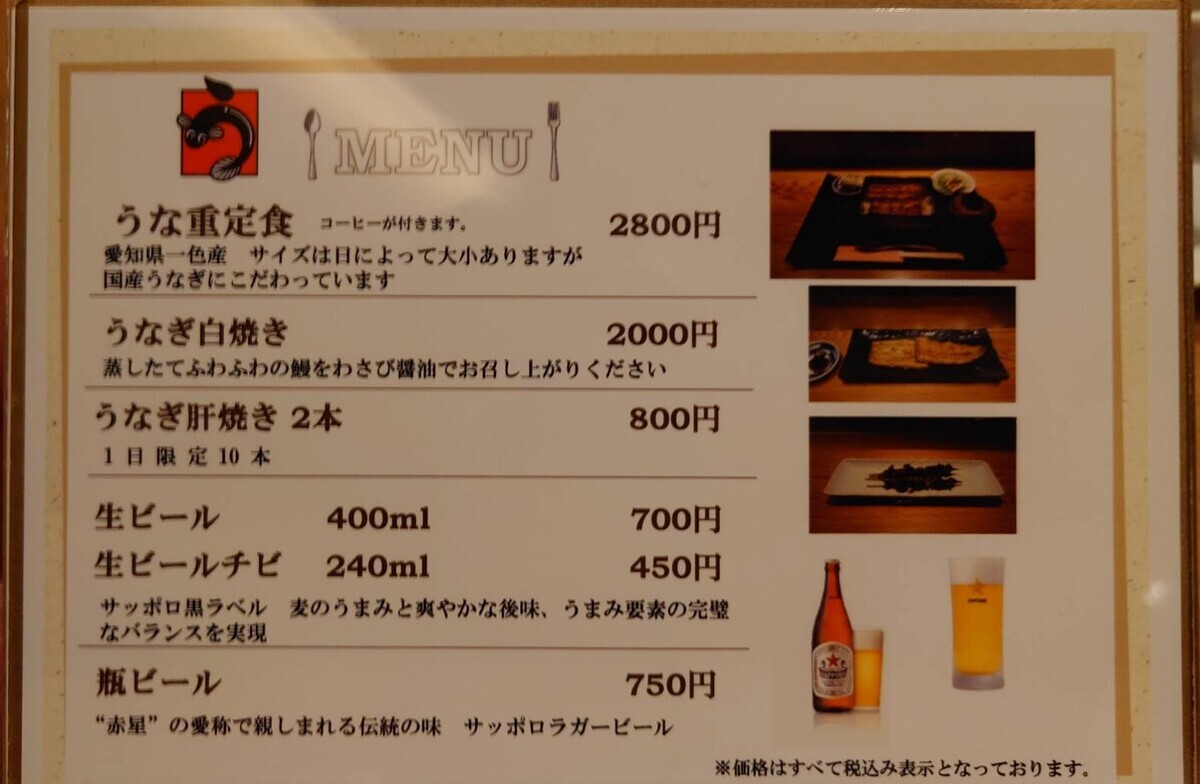 MENU
うな重定食 コーヒーが付きます。 2800円
愛知県一色産 サイズは日によって大小ありますが
国産うなぎにこだわっています
うなぎ白焼き 2000円
蒸したてふわふわの鰻をわさび醤油でお召し上がりください
うなぎ肝焼き 2本 800円
1日限定10本
生ビール 400ml 700円
生ビールチビ 240ml 450円
サッポロ黒ラベル 麦のうまみと爽やかな後味、うまみ要素の完璧
なバランスを実現
瓶ビール 750円
“赤星”の愛称で親しまれる伝統の味 サッポロラガービール
※価格はすべて税込み表示となっております。